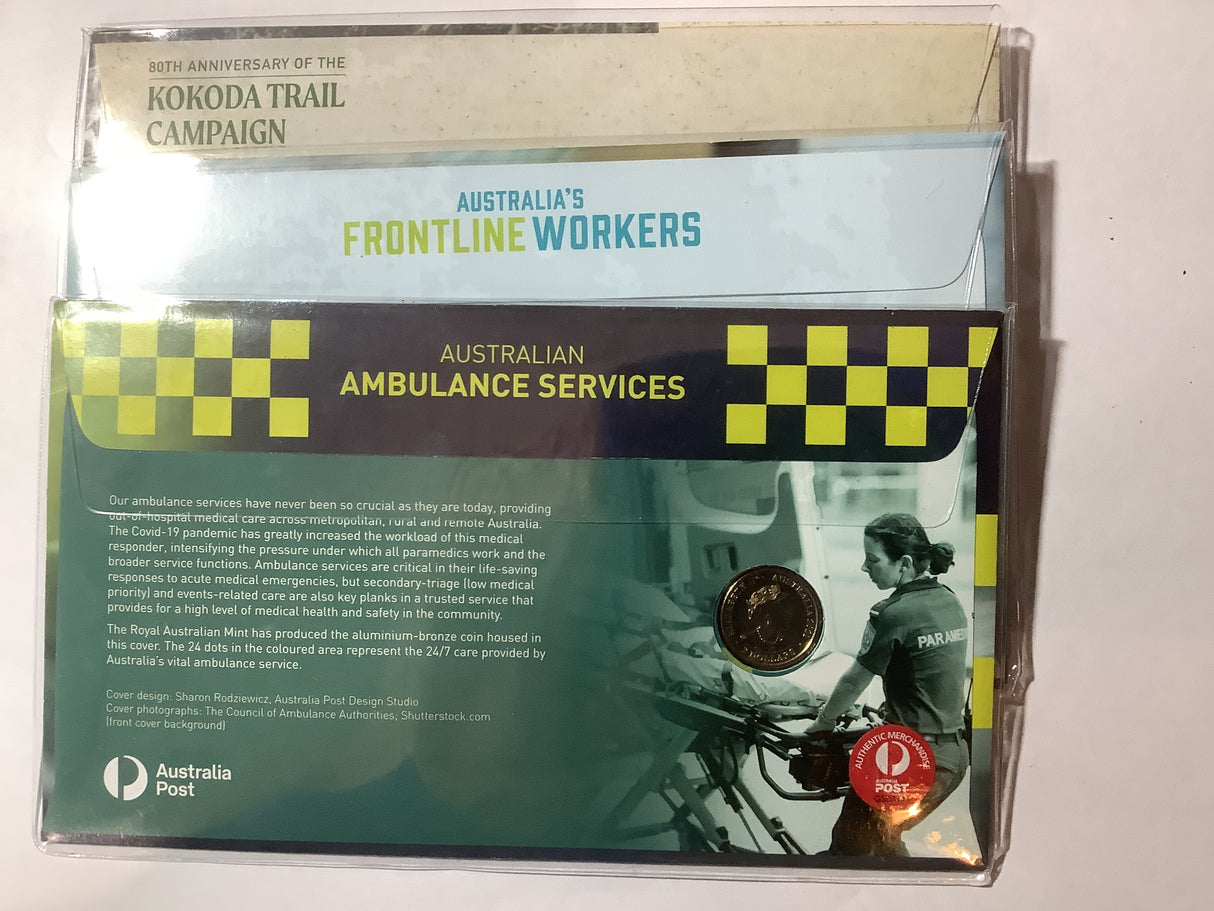 80TH ANNIVERSARY OF THE
KOKODA TRAIL
CAMPAIGN
AUSTRALIA'S
FRONTLINE WORKERS
AUSTRALIAN
AMBULANCE SERVICES
Our ambulance services have never been so crucial as they are today, providing
out-of-hospital medical care across metropolitan, rural and remote Australia.
The Covid-19 pandemic has greatly increased the workload of this medical
responder, intensifying the pressure under which all paramedics work and the
broader service functions. Ambulance services are critical in their life-saving
responses to acute medical emergencies, but secondary-triage (low medical
priority) and events-related care are also key planks in a trusted service that
provides for a high level of medical health and safety in the community.
The Royal Australian Mint has produced the aluminium-bronze coin housed in
this cover. The 24 dots in the coloured area represent the 24/7 care provided by
Australia's vital ambulance service.
Cover design: Sharon Rodziewicz, Australia Post Design Studio
Cover photographs: The Council of Ambulance Authorities; Shutterstock.com
(front cover background)
Australia
Post
AUSTRALIA
DOLLARS
PARAMEDIC
AUTHENTIC MERCHANDISE
AUSTRALIA
POST